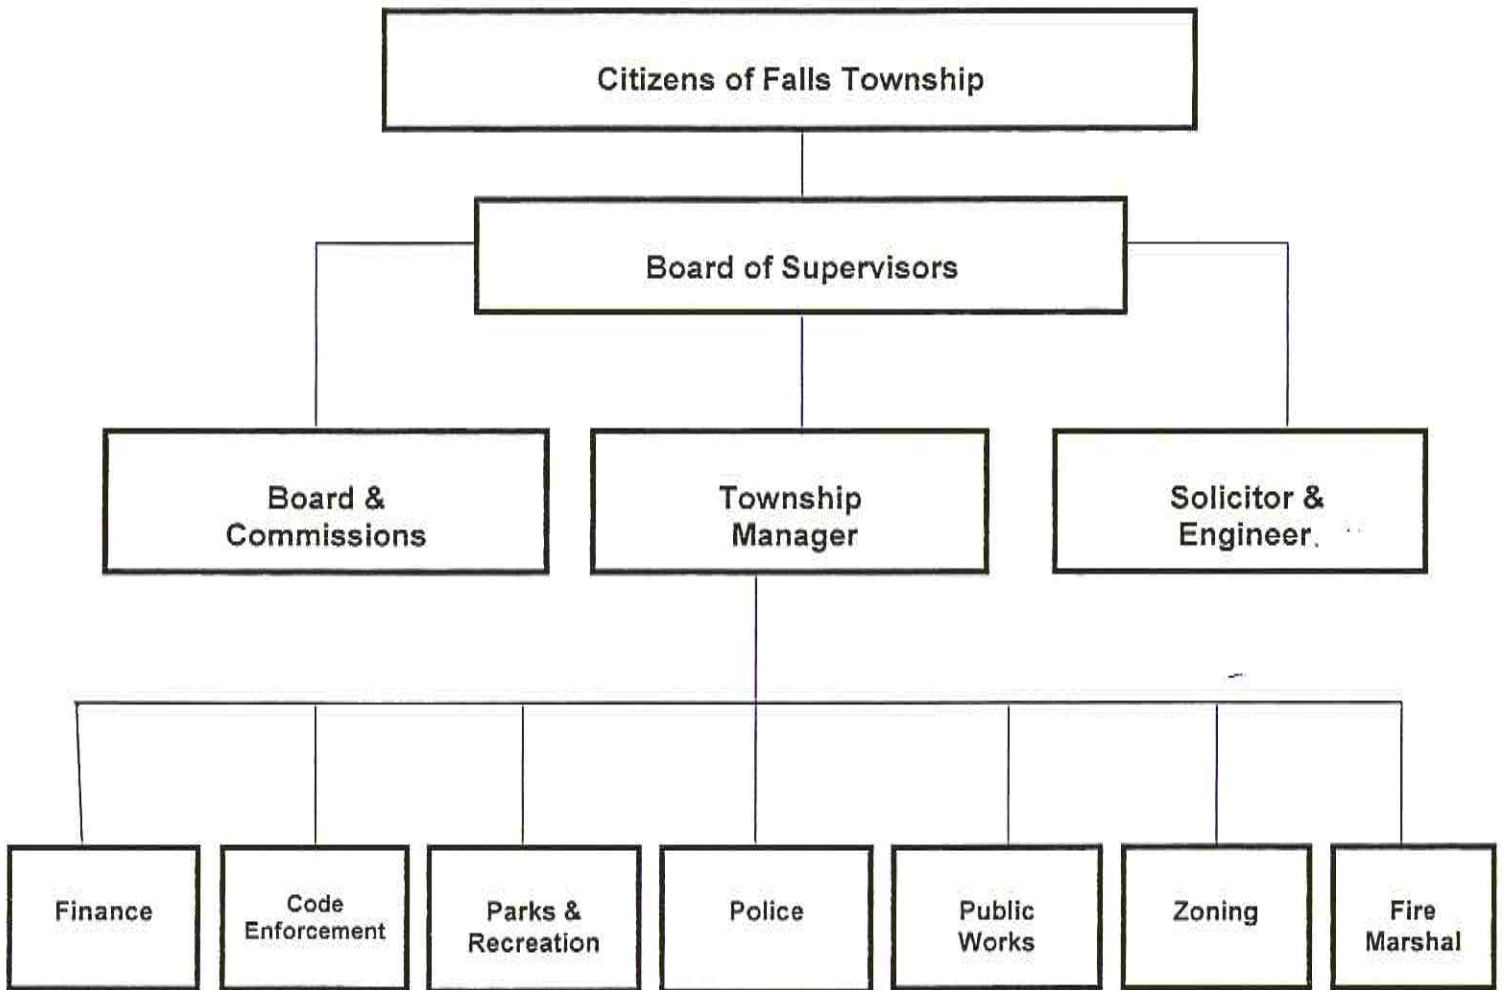 Citizens of Falls Township
Board of Supervisors
Board &
Commissions
Township
Manager
Solicitor &
Engineer.
Finance
Code
Enforcement
Parks &
Recreation
Police
Public
Works
Zoning
Fire
Marshal